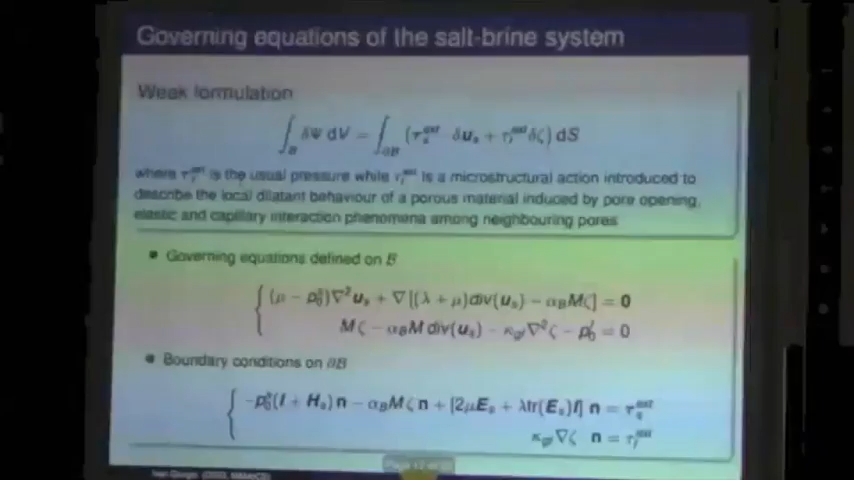 Governing equations of the salt-brine system
Weak formulation
∫_B δΨ dV = ∫_∂B (τ_s^ext · δu_s + τ_f^ext δζ) dS
where τ_s^ext is the usual pressure while τ_f^ext is a microstructural action introduced to
describe the local dilatant behaviour of a porous material induced by pore opening,
elastic and capillary interaction phenomena among neighbouring pores
• Governing equations defined on B
(μ − p_0^s)∇²u_s + ∇[(λ + μ)div(u_s) − α_B Mζ] = 0
Mζ − α_B M div(u_s) − κ_gf ∇²ζ − p_0^f = 0
• Boundary conditions on ∂B
−p_0^s(I + H_s) n − α_B Mζ n + [2μE_s + λtr(E_s)I] n = τ_s^ext
κ_gf ∇ζ · n = τ_f^ext